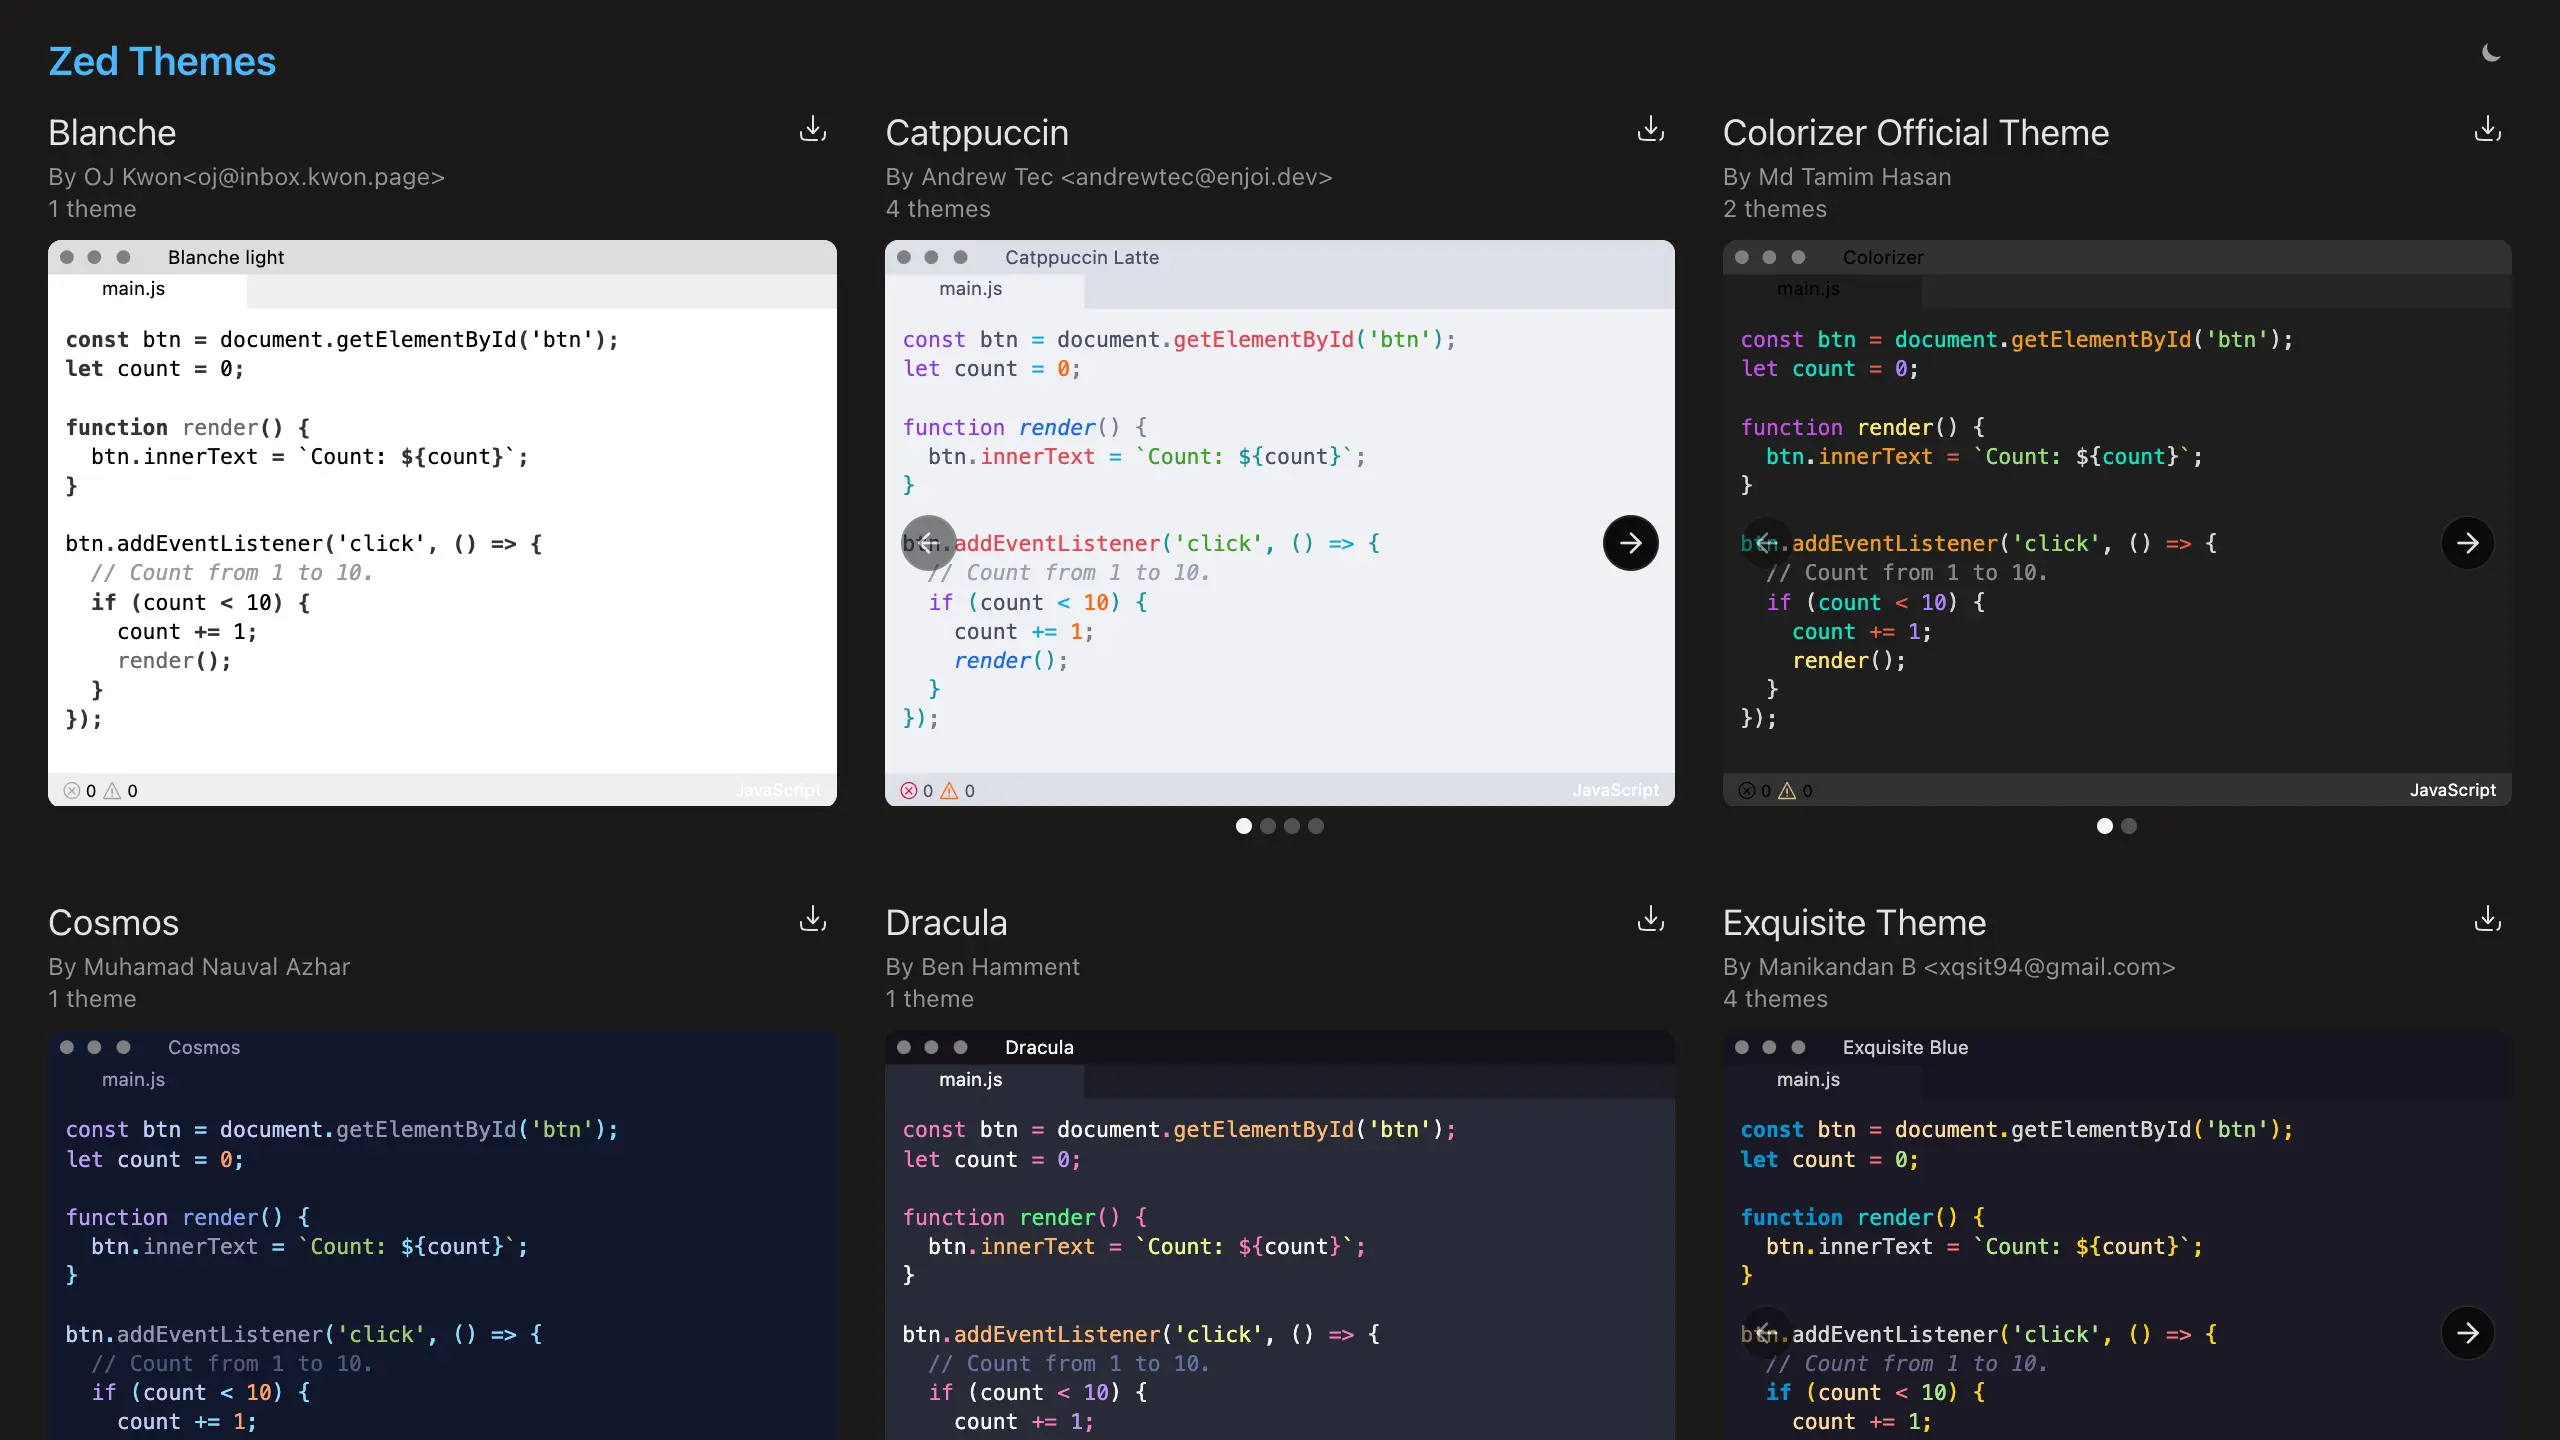 Zed Themes
Blanche
By OJ Kwon<oj@inbox.kwon.page>
1 theme
Blanche light
main.js
const btn = document.getElementById('btn');
let count = 0;
function render() {
btn.innerText = `Count: ${count}`;
}
btn.addEventListener('click', () => {
// Count from 1 to 10.
if (count < 10) {
count += 1;
render();
}
});
0 0
JavaScript
Catppuccin
By Andrew Tec <andrewtec@enjoi.dev>
4 themes
Catppuccin Latte
main.js
const btn = document.getElementById('btn');
let count = 0;
function render() {
btn.innerText = `Count: ${count}`;
}
btn.addEventListener('click', () => {
// Count from 1 to 10.
if (count < 10) {
count += 1;
render();
}
});
0 0
JavaScript
Colorizer Official Theme
By Md Tamim Hasan
2 themes
Colorizer
main.js
const btn = document.getElementById('btn');
let count = 0;
function render() {
btn.innerText = `Count: ${count}`;
}
btn.addEventListener('click', () => {
// Count from 1 to 10.
if (count < 10) {
count += 1;
render();
}
});
0 0
JavaScript
Cosmos
By Muhamad Nauval Azhar
1 theme
Cosmos
main.js
const btn = document.getElementById('btn');
let count = 0;
function render() {
btn.innerText = `Count: ${count}`;
}
btn.addEventListener('click', () => {
// Count from 1 to 10.
if (count < 10) {
count += 1;
Dracula
By Ben Hamment
1 theme
Dracula
main.js
const btn = document.getElementById('btn');
let count = 0;
function render() {
btn.innerText = `Count: ${count}`;
}
btn.addEventListener('click', () => {
// Count from 1 to 10.
if (count < 10) {
count += 1;
Exquisite Theme
By Manikandan B <xqsit94@gmail.com>
4 themes
Exquisite Blue
main.js
const btn = document.getElementById('btn');
let count = 0;
function render() {
btn.innerText = `Count: ${count}`;
}
btn.addEventListener('click', () => {
// Count from 1 to 10.
if (count < 10) {
count += 1;